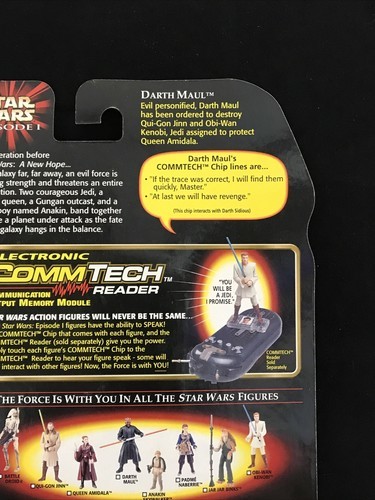 STAR
WARS
EPISODE I
DARTH MAUL™
Evil personified, Darth Maul
has been ordered to destroy
Qui-Gon Jinn and Obi-Wan
Kenobi, Jedi assigned to protect
Queen Amidala.
Darth Maul's
COMMTECH™ Chip lines are...
• "If the trace was correct, I will find them
quickly, Master."
• "At last we will have revenge."
(This chip interacts with Darth Sidious)
eration before
Wars: A New Hope...
galaxy far, far away, an evil force is
ng strength and threatens an entire
ation. Two courageous Jedi, a
queen, a Gungan outcast, and a
boy named Anakin, band together
e a planet under attack as the fate
galaxy hangs in the balance.
ELECTRONIC
COMMTECH™
READER
MMUNICATION
TPUT MEMORY MODULE
"YOU
WILL
BE
A JEDI,
I PROMISE."
R WARS ACTION FIGURES WILL NEVER BE THE SAME...
Star Wars: Episode I figures have the ability to SPEAK!
COMMTECH Chip that comes with each figure, and the
COMMTECH™ Reader (sold separately) give you the power.
ply touch each figure's COMMTECH™ Chip to the
COMMTECH™ Reader to hear your figure speak - some will
interact with other figures! Now, the Force is with YOU!
COMMTECH™
Reader
Sold
Separately
THE FORCE IS WITH YOU IN ALL THE STAR WARS FIGURES
BATTLE
QUI-GON JINN™
QUEEN AMIDALA™
DARTH
MAUL™
ANAKIN
PADMÉ
NABERRIE™
JAR JAR BINKS™
OBI-WAN
KENOBI™